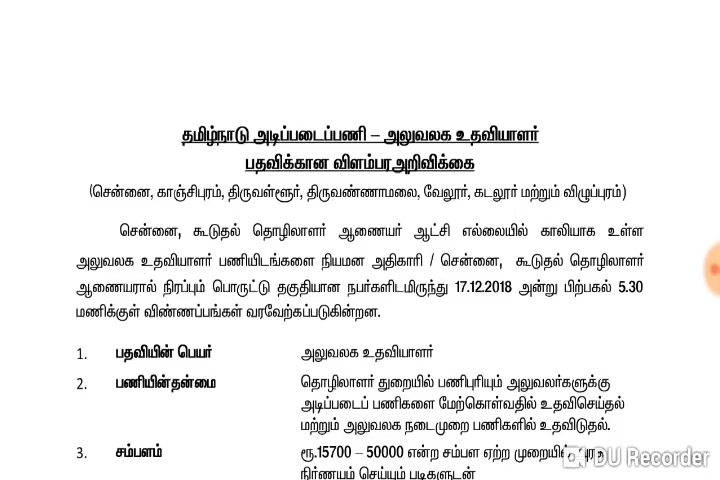 தமிழ்நாடு அடிப்படைப்பணி – அலுவலக உதவியாளர்
பதவிக்கான விளம்பரஅறிவிக்கை
(சென்னை, காஞ்சிபுரம், திருவள்ளூர், திருவண்ணாமலை, வேலூர், கடலூர் மற்றும் விழுப்புரம்)
சென்னை, கூடுதல் தொழிலாளர் ஆணையர் ஆட்சி எல்லையில் காலியாக உள்ள
அலுவலக உதவியாளர் பணியிடங்களை நியமன அதிகாரி / சென்னை, கூடுதல் தொழிலாளர்
ஆணையரால் நிரப்பும் பொருட்டு தகுதியான நபர்களிடமிருந்து 17.12.2018 அன்று பிற்பகல் 5.30
மணிக்குள் விண்ணப்பங்கள் வரவேற்கப்படுகின்றன.
1. பதவியின் பெயர் அலுவலக உதவியாளர்
2. பணியின்தன்மை தொழிலாளர் துறையில் பணிபுரியும் அலுவலர்களுக்கு
அடிப்படைப் பணிகளை மேற்கொள்வதில் உதவிசெய்தல்
மற்றும் அலுவலக நடைமுறை பணிகளில் உதவிடுதல்.
3. சம்பளம் ரூ.15700 – 50000 என்ற சம்பள ஏற்ற முறையில்
DU Recorder
நிர்ணயம் செய்யும் படிகளுடன்